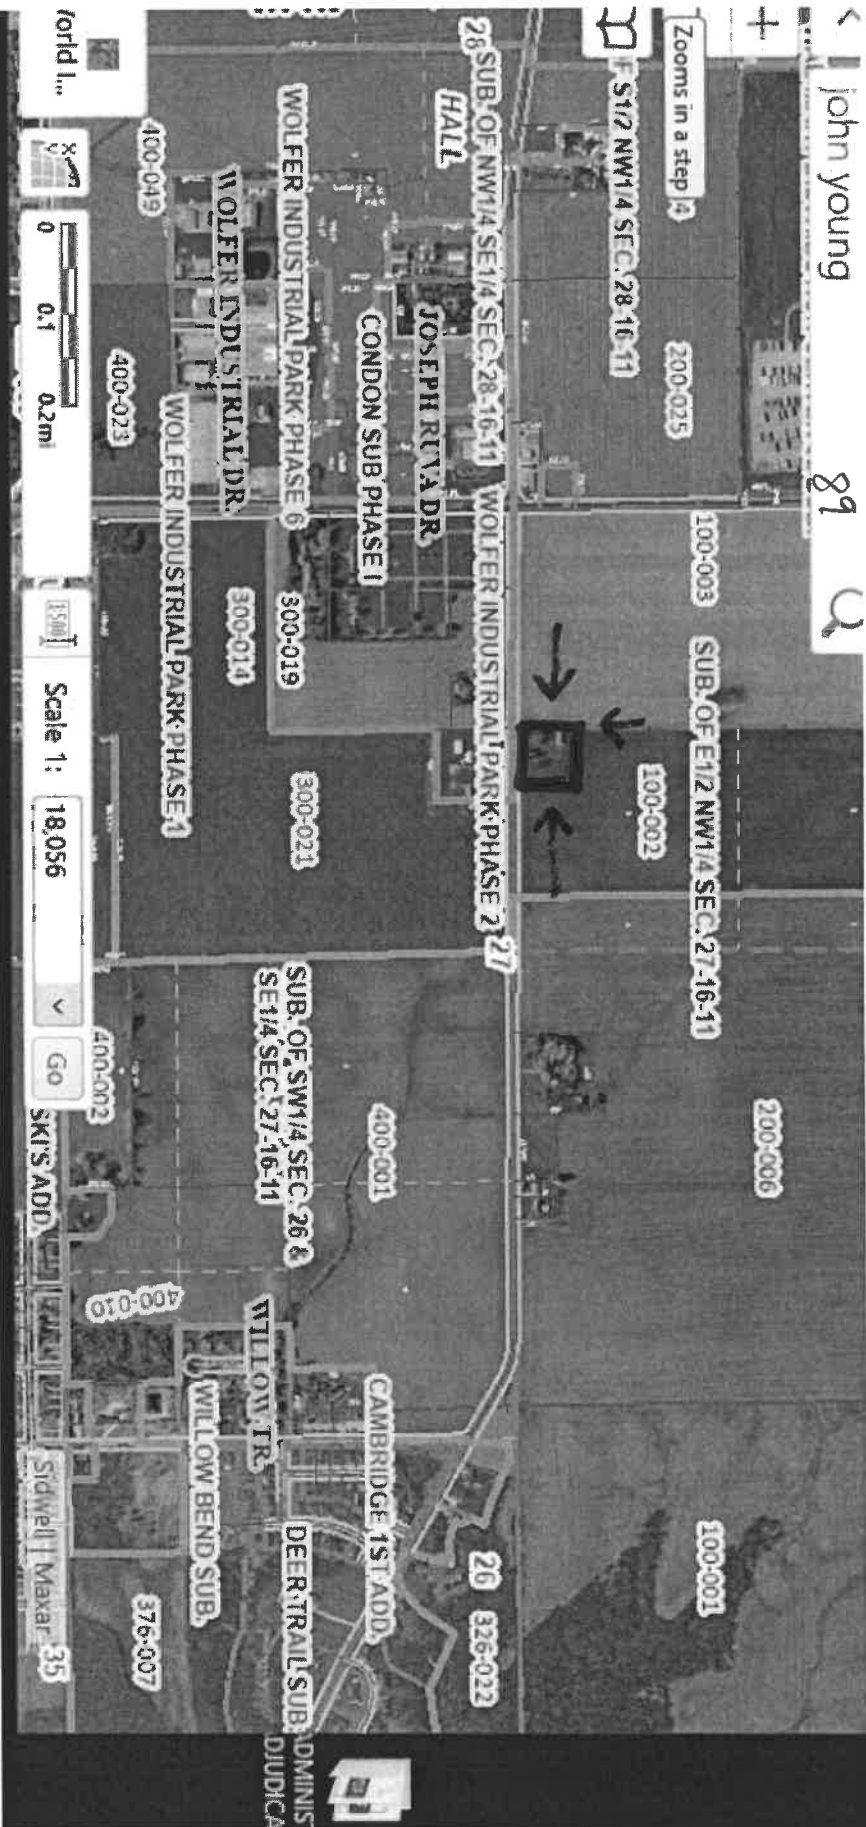 john young
89
Zooms in a step
4
F S1/2 NW1/4 SEC. 28-16-11
200-025
100-003
SUB. OF E1/2 NW1/4 SEC. 27-16-11
100-002
200-006
100-001
28
SUB. OF NW1/4 SE1/4 SEC. 28-16-11
HALL
JOSEPH RUVA DR.
CONDON SUB PHASE I
WOLFER INDUSTRIAL PARK PHASE 2
27
WOLFER INDUSTRIAL PARK PHASE 6
WOLFER INDUSTRIAL DR.
WOLFER INDUSTRIAL PARK PHASE 1
400-049
400-023
300-019
300-014
300-021
SUB. OF SW1/4 SEC. 26 &
SE1/4 SEC. 27-16-11
400-001
400-002
SKI'S ADD.
400-010
WILLOW TR.
WILLOW BEND SUB.
CAMBRIDGE 1ST ADD.
DEER TRAIL SUB.
26
326-022
376-007
35
World I...
0 0.1 0.2mi
Scale 1: 18,056
Go
Sidwell | Maxar
ADMINIS
DJUDICA